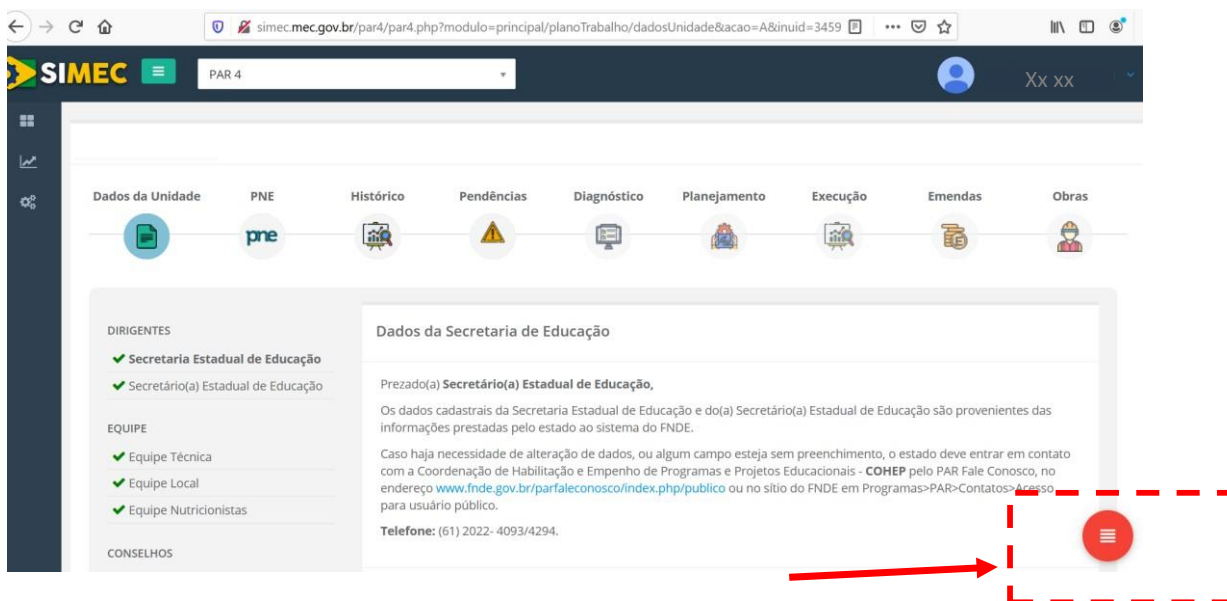 simec.mec.gov.br/par4/par4.php?modulo=principal/planoTrabalho/dadosUnidade&acao=A&inuid=3459
SIMEC
PAR 4
Xx xx
Dados da Unidade
PNE
Histórico
Pendências
Diagnóstico
Planejamento
Execução
Emendas
Obras
pne
DIRIGENTES
Secretaria Estadual de Educação
Secretário(a) Estadual de Educação
EQUIPE
Equipe Técnica
Equipe Local
Equipe Nutricionistas
CONSELHOS
Dados da Secretaria de Educação
Prezado(a) Secretário(a) Estadual de Educação,
Os dados cadastrais da Secretaria Estadual de Educação e do(a) Secretário(a) Estadual de Educação são provenientes das
informações prestadas pelo estado ao sistema do FNDE.
Caso haja necessidade de alteração de dados, ou algum campo esteja sem preenchimento, o estado deve entrar em contato
com a Coordenação de Habilitação e Empenho de Programas e Projetos Educacionais - COHEP pelo PAR Fale Conosco, no
endereço www.fnde.gov.br/parfaleconosco/index.php/publico ou no sítio do FNDE em Programas>PAR>Contatos>Acesso
para usuário público.
Telefone: (61) 2022- 4093/4294.